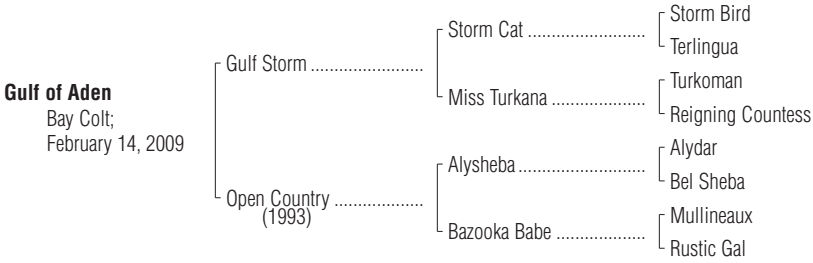 Gulf of Aden
Bay Colt;
February 14, 2009
Gulf Storm ........................
Open Country ...................
(1993)
Storm Cat .........................
Miss Turkana ....................
Alysheba ...........................
Bazooka Babe ...................
Storm Bird
Terlingua
Turkoman
Reigning Countess
Alydar
Bel Sheba
Mullineaux
Rustic Gal